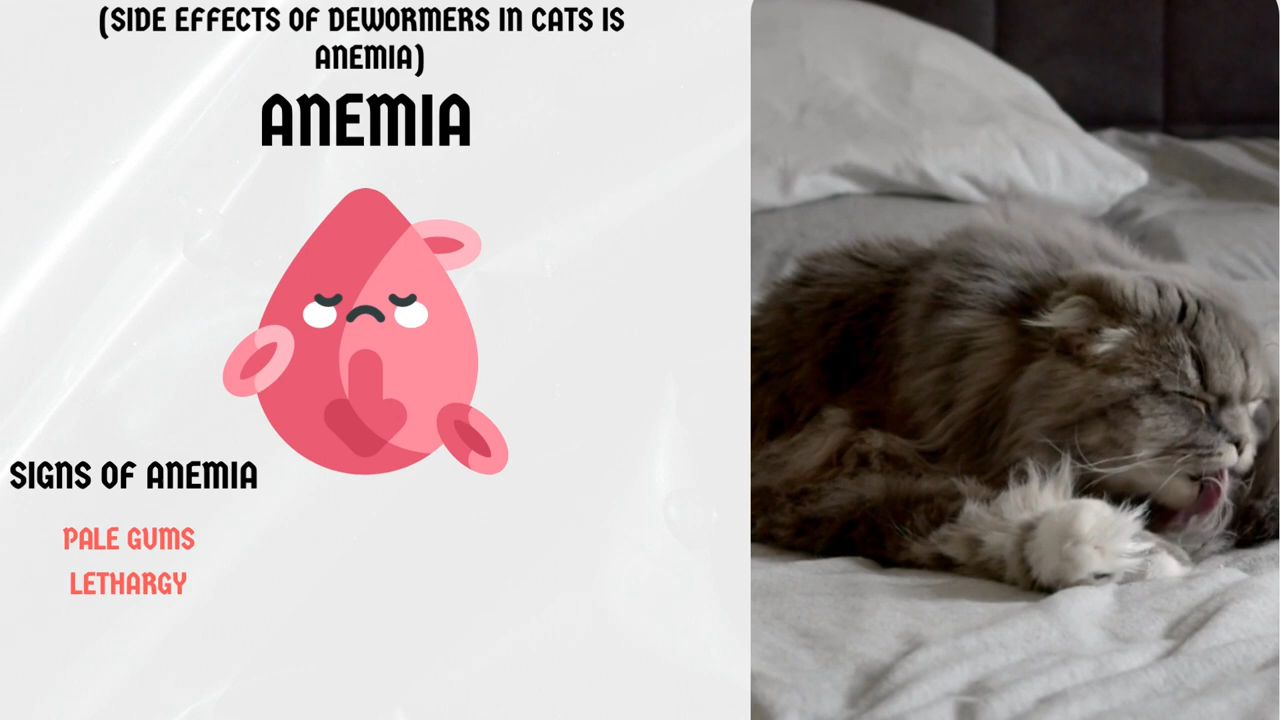 (SIDE EFFECTS OF DEWORMERS IN CATS IS
ANEMIA)
ANEMIA
SIGNS OF ANEMIA
PALE GUMS
LETHARGY